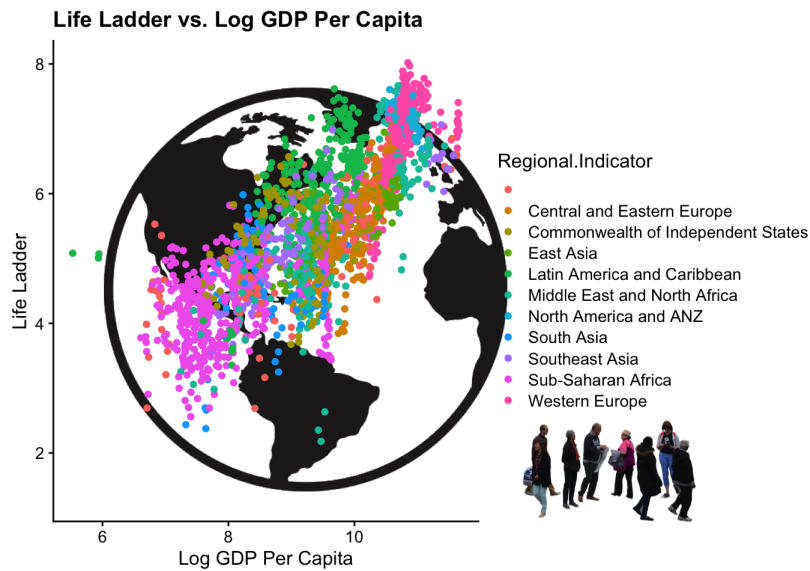 Life Ladder vs. Log GDP Per Capita
8
6
4
2
Life Ladder
6 8 10
Log GDP Per Capita
Regional.Indicator
Central and Eastern Europe
Commonwealth of Independent States
East Asia
Latin America and Caribbean
Middle East and North Africa
North America and ANZ
South Asia
Southeast Asia
Sub-Saharan Africa
Western Europe